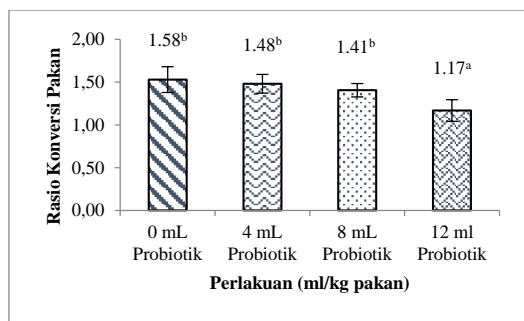 Rasio Konversi Pakan
2,00
1,50
1,00
0,50
0,00
1.58ᵇ
1.48ᵇ
1.41ᵇ
1.17ᵃ
0 mL
Probiotik
4 mL
Probiotik
8 mL
Probiotik
12 ml
Probiotik
Perlakuan (ml/kg pakan)